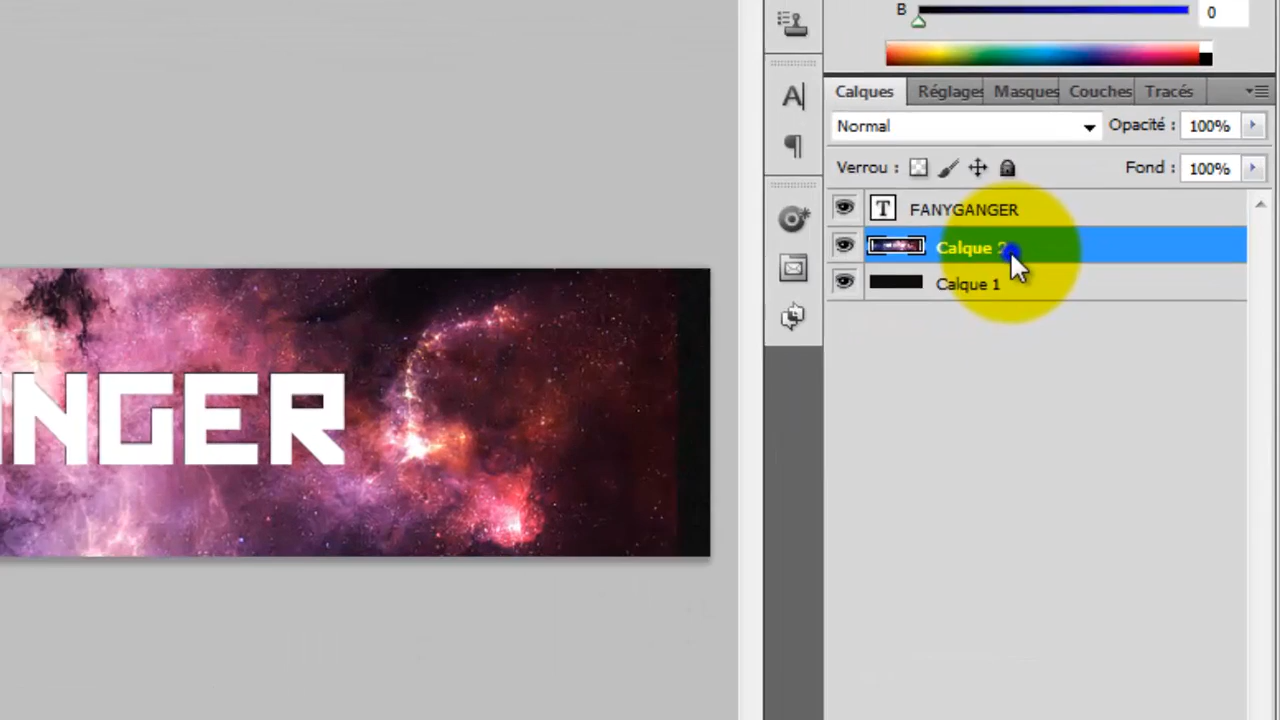 B 0
Calques Réglages Masques Couches Tracés
Normal Opacité : 100%
Verrou : Fond : 100%
T FANYGANGER
Calque 2
Calque 1
NGER
A